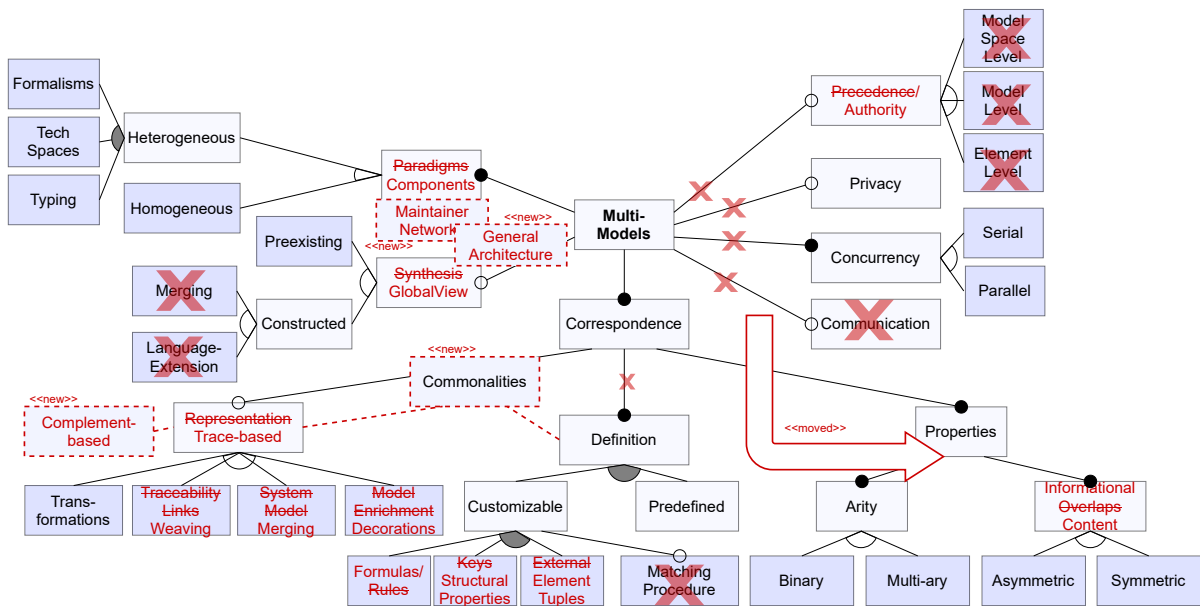 Model
Space
Level
Formalisms
Precedence/
Authority
Model
Level
Tech
Spaces
Heterogeneous
Element
Level
Paradigms
Components
Typing
Homogeneous
Privacy
Maintainer
Network
<<new>>
Multi-
Models
General
Architecture
Serial
Preexisting
<<new>>
Concurrency
Synthesis
GlobalView
Merging
Parallel
Constructed
Correspondence
Communication
Language-
Extension
<<new>>
Commonalities
<<new>>
Complement-
based
Representation
Trace-based
Definition
<<moved>>
Properties
Trans-
formations
Traceability
Links
Weaving
System
Model
Merging
Model
Enrichment
Decorations
Customizable
Predefined
Arity
Informational
Overlaps
Content
Formulas/
Rules
Keys
Structural
Properties
External
Element
Tuples
Matching
Procedure
Binary
Multi-ary
Asymmetric
Symmetric